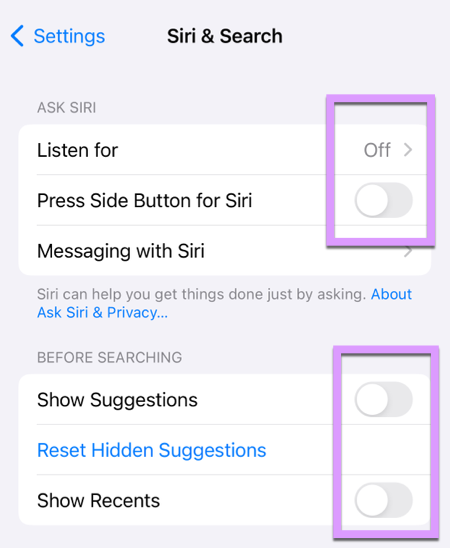 Settings
Siri & Search
ASK SIRI
Listen for
Off
Press Side Button for Siri
Messaging with Siri
Siri can help you get things done just by asking. About
Ask Siri & Privacy...
BEFORE SEARCHING
Show Suggestions
Reset Hidden Suggestions
Show Recents